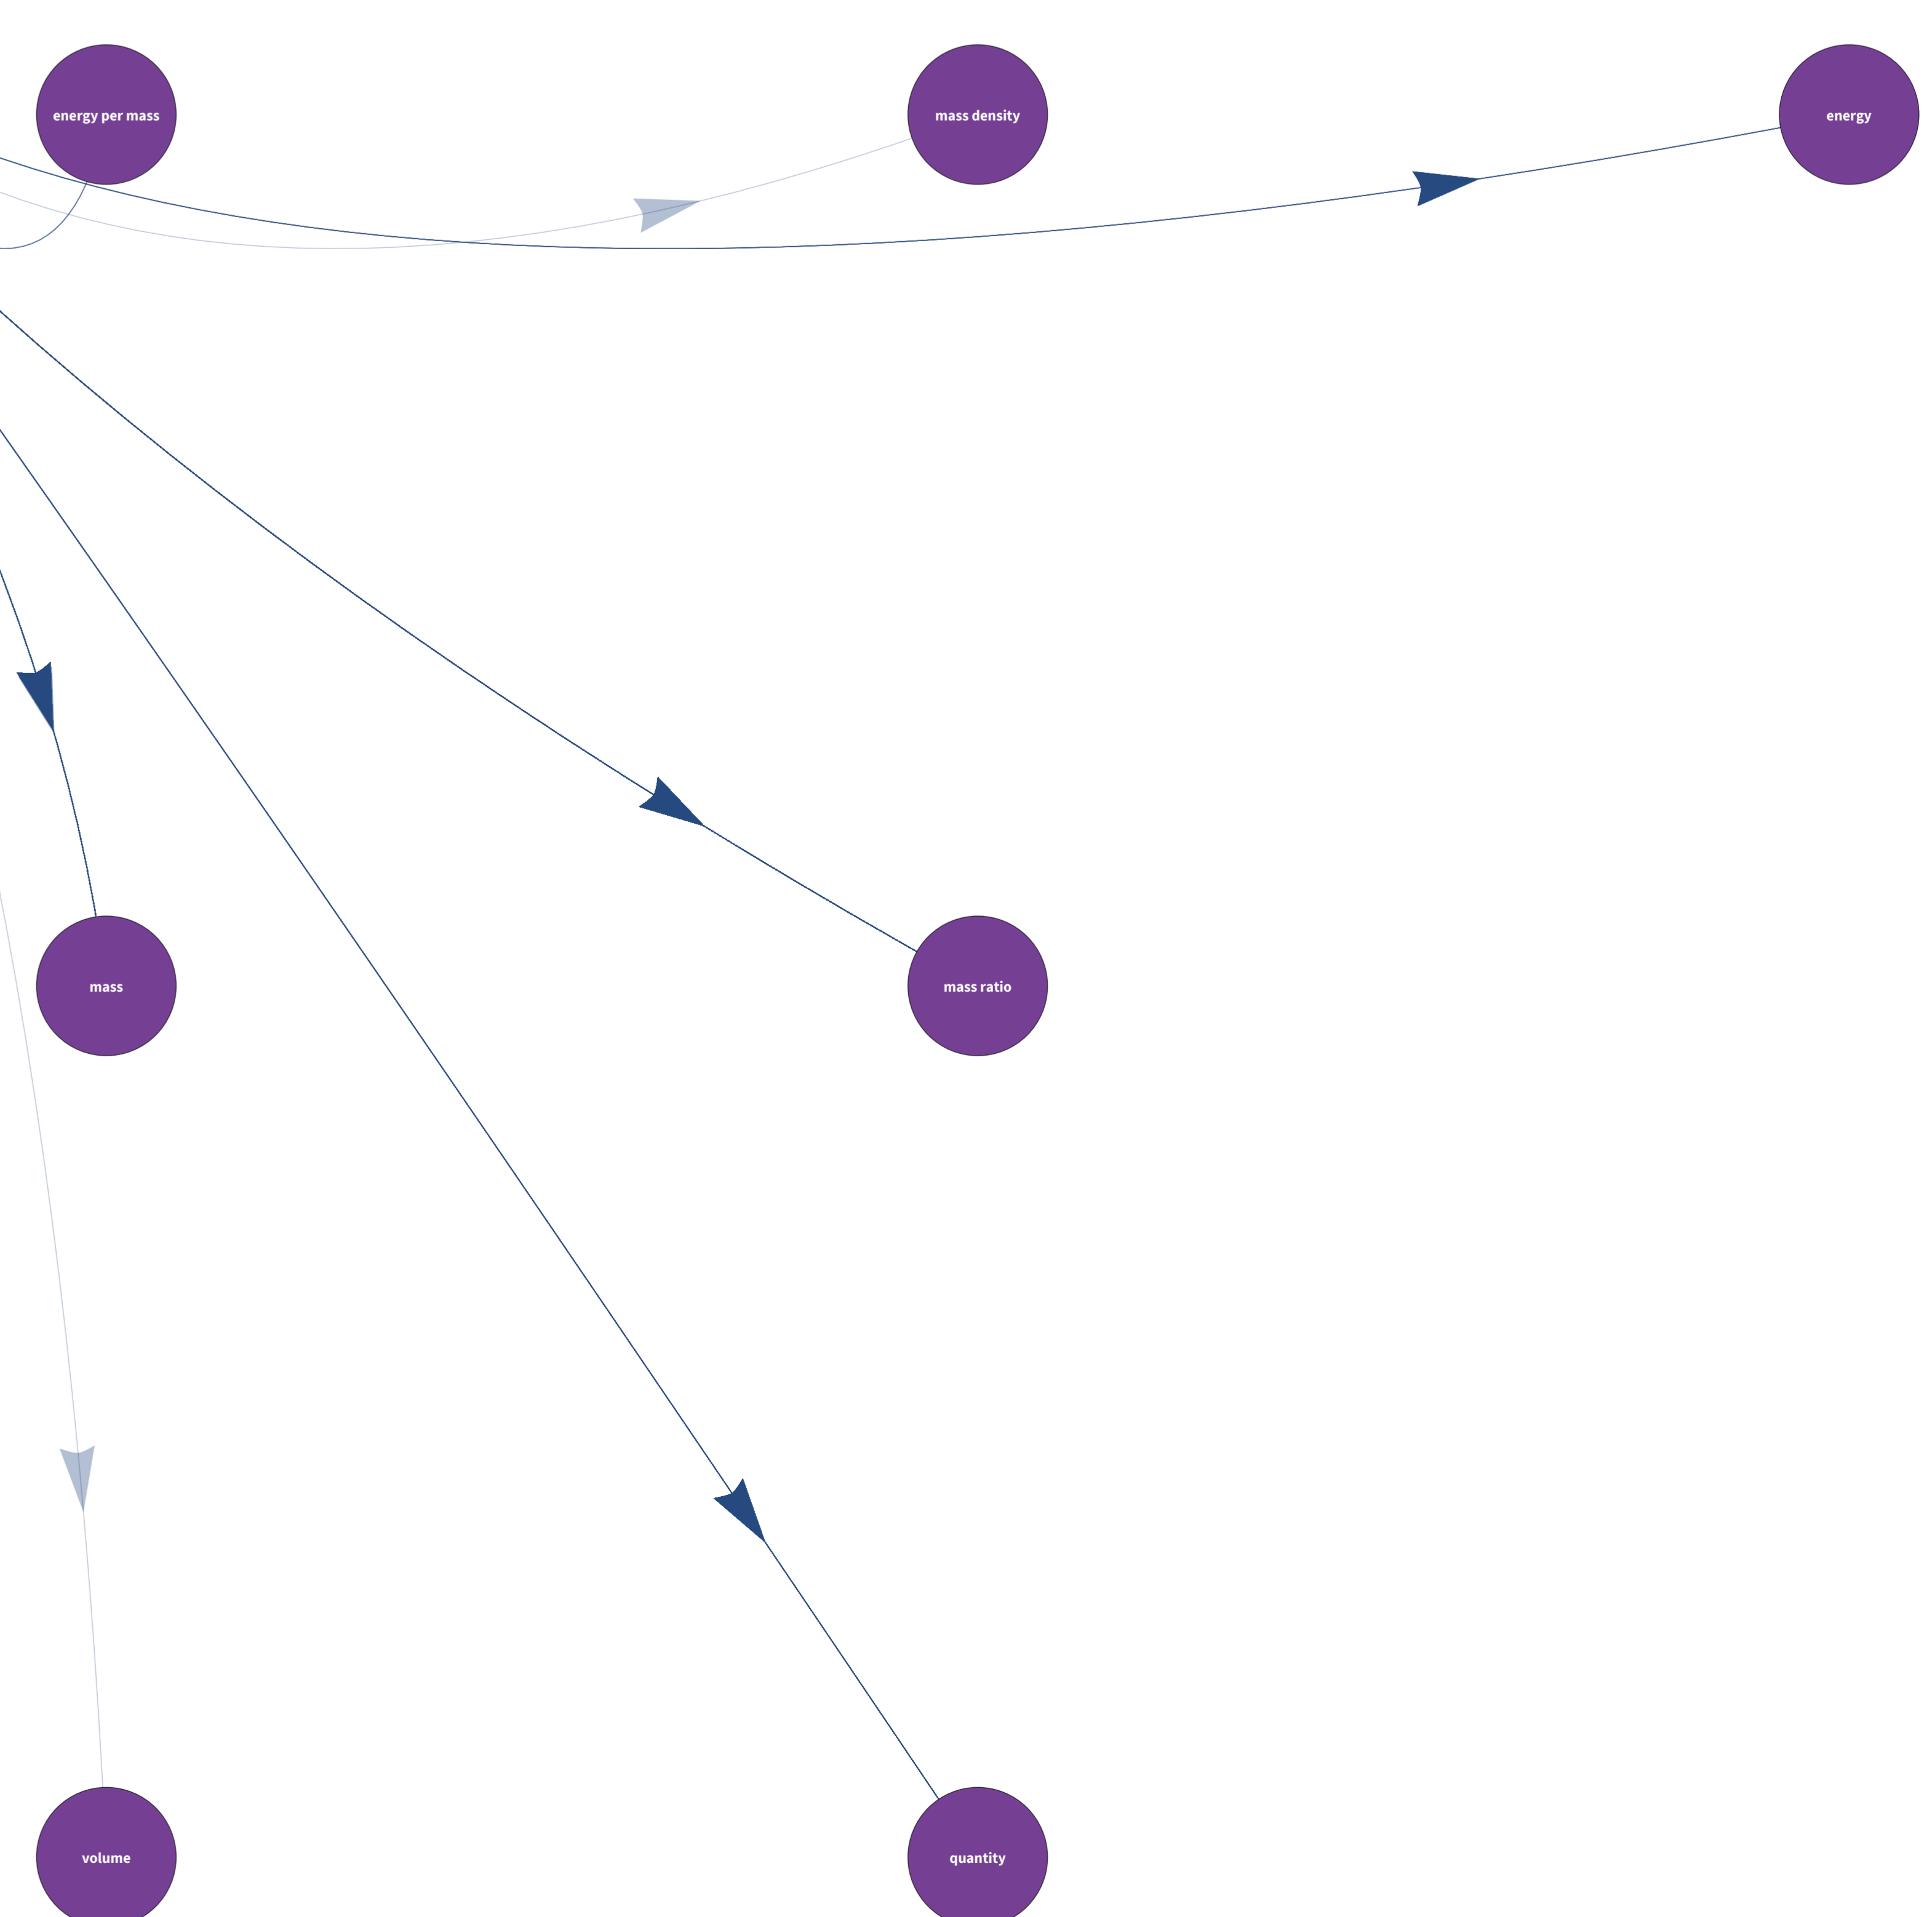 energy per mass
mass density
energy
mass
mass ratio
volume
quantity